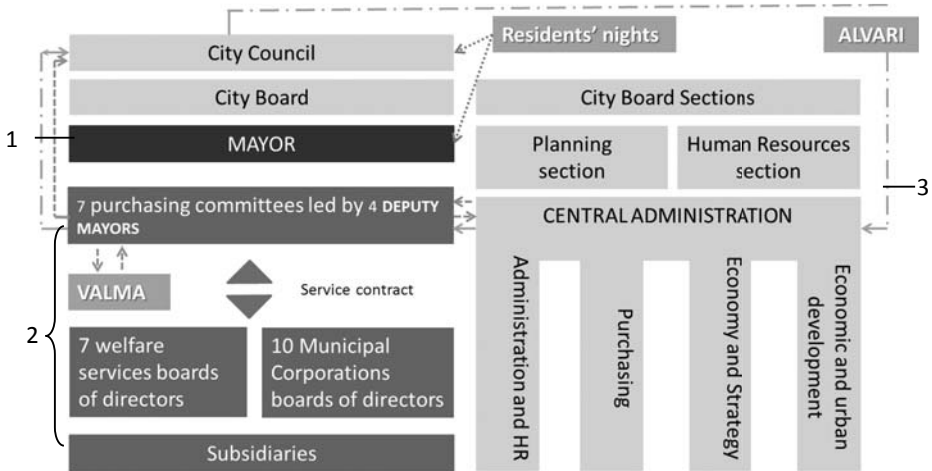 City Council
Residents' nights
ALVARI
City Board
City Board Sections
1
MAYOR
Planning
section
Human Resources
section
3
7 purchasing committees led by 4 DEPUTY
MAYORS
CENTRAL ADMINISTRATION
VALMA
Service contract
2
7 welfare
services boards
of directors
10 Municipal
Corporations
boards of directors
Subsidiaries
Administration and HR
Purchasing
Economy and Strategy
Economic and urban
development